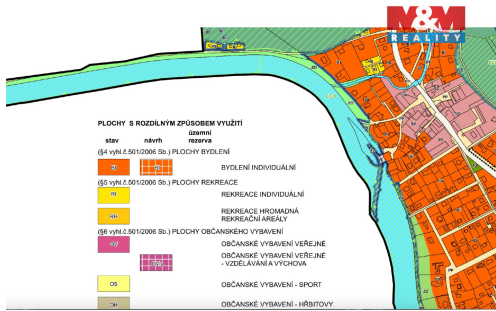 M&M
REALITY
PLOCHY S ROZDÍLNÝM ZPŮSOBEM VYUŽITÍ
stav návrh územní rezerva
(§4 vyhl.č.501/2006 Sb.) PLOCHY BYDLENÍ
BI BI BYDLENÍ INDIVIDUÁLNÍ
(§5 vyhl.č.501/2006 Sb.) PLOCHY REKREACE
RI REKREACE INDIVIDUÁLNÍ
RH REKREACE HROMADNÁ
REKREAČNÍ AREÁLY
(§6 vyhl.č.501/2006 Sb.) PLOCHY OBČANSKÉHO VYBAVENÍ
OV OBČANSKÉ VYBAVENÍ VEŘEJNÉ
OBČANSKÉ VYBAVENÍ VEŘEJNÉ
- VZDĚLÁVÁNÍ A VÝCHOVA
OS OBČANSKÉ VYBAVENÍ - SPORT
OH OBČANSKÉ VYBAVENÍ - HŘBITOVY